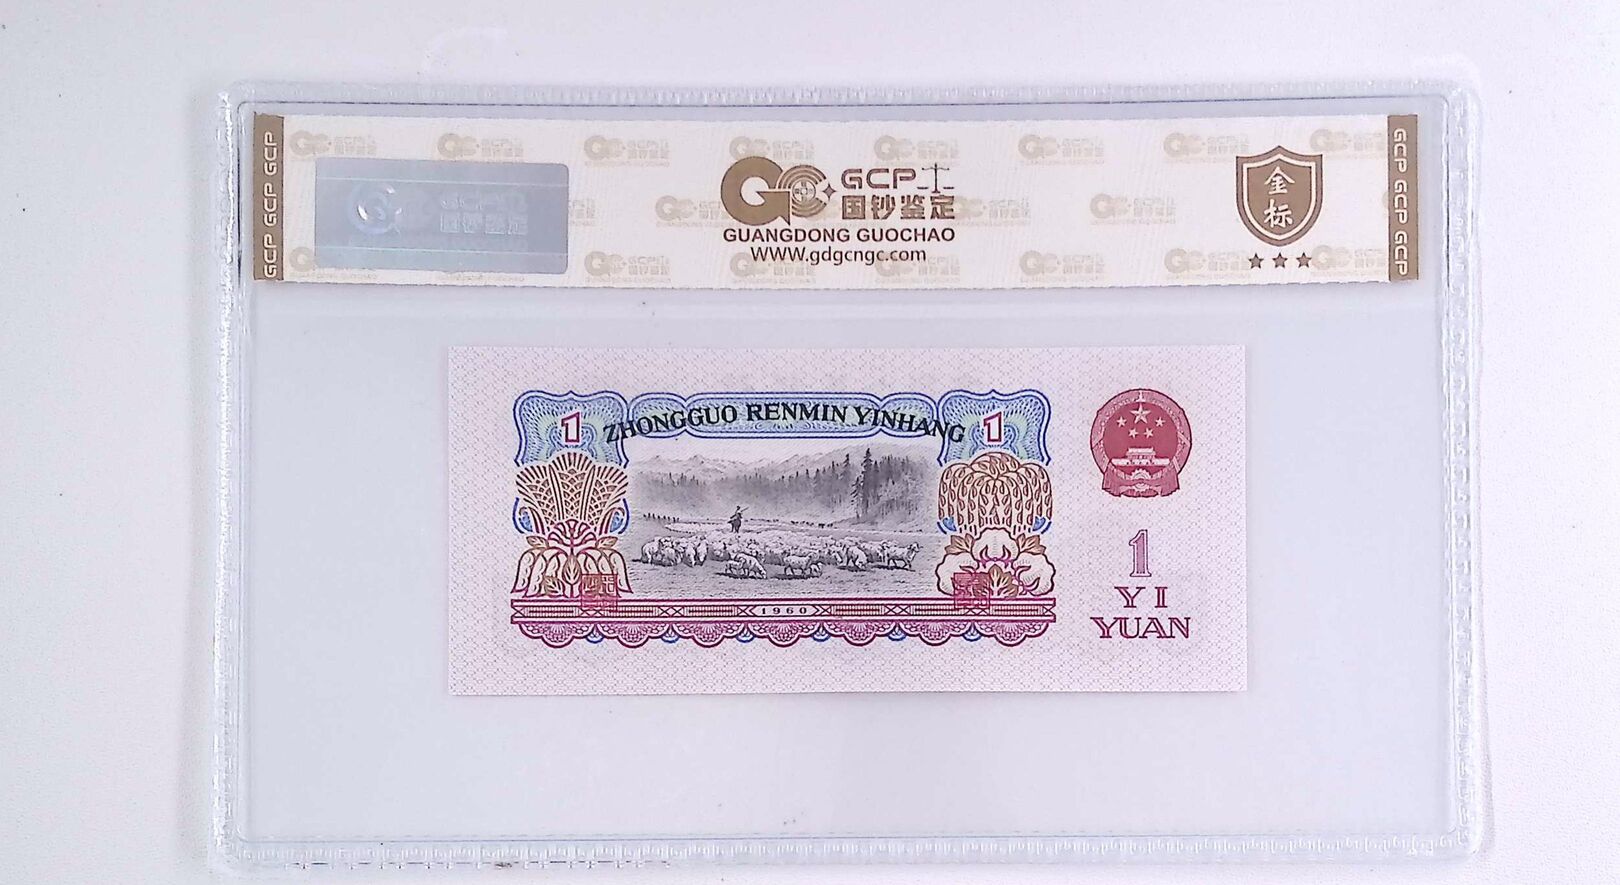 GCP GCP GCP
GCP
国钞鉴定
GUANGDONG GUOCHAO
WWW.gdgcngc.com
金
标
GCP GCP GCP
1
ZHONGGUO RENMIN YINHANG
1
1960
1
YI
YUAN